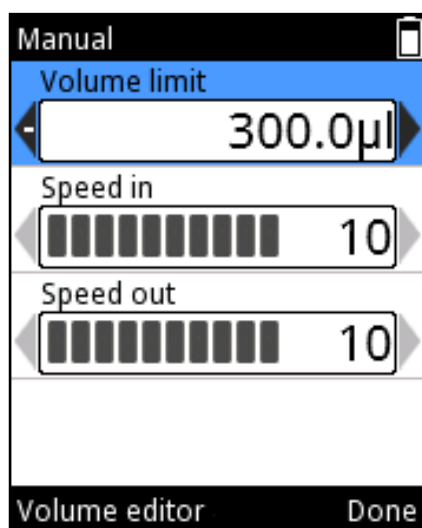 Manual
Volume limit
- 300.0µl
Speed in
10
Speed out
10
Volume editor Done